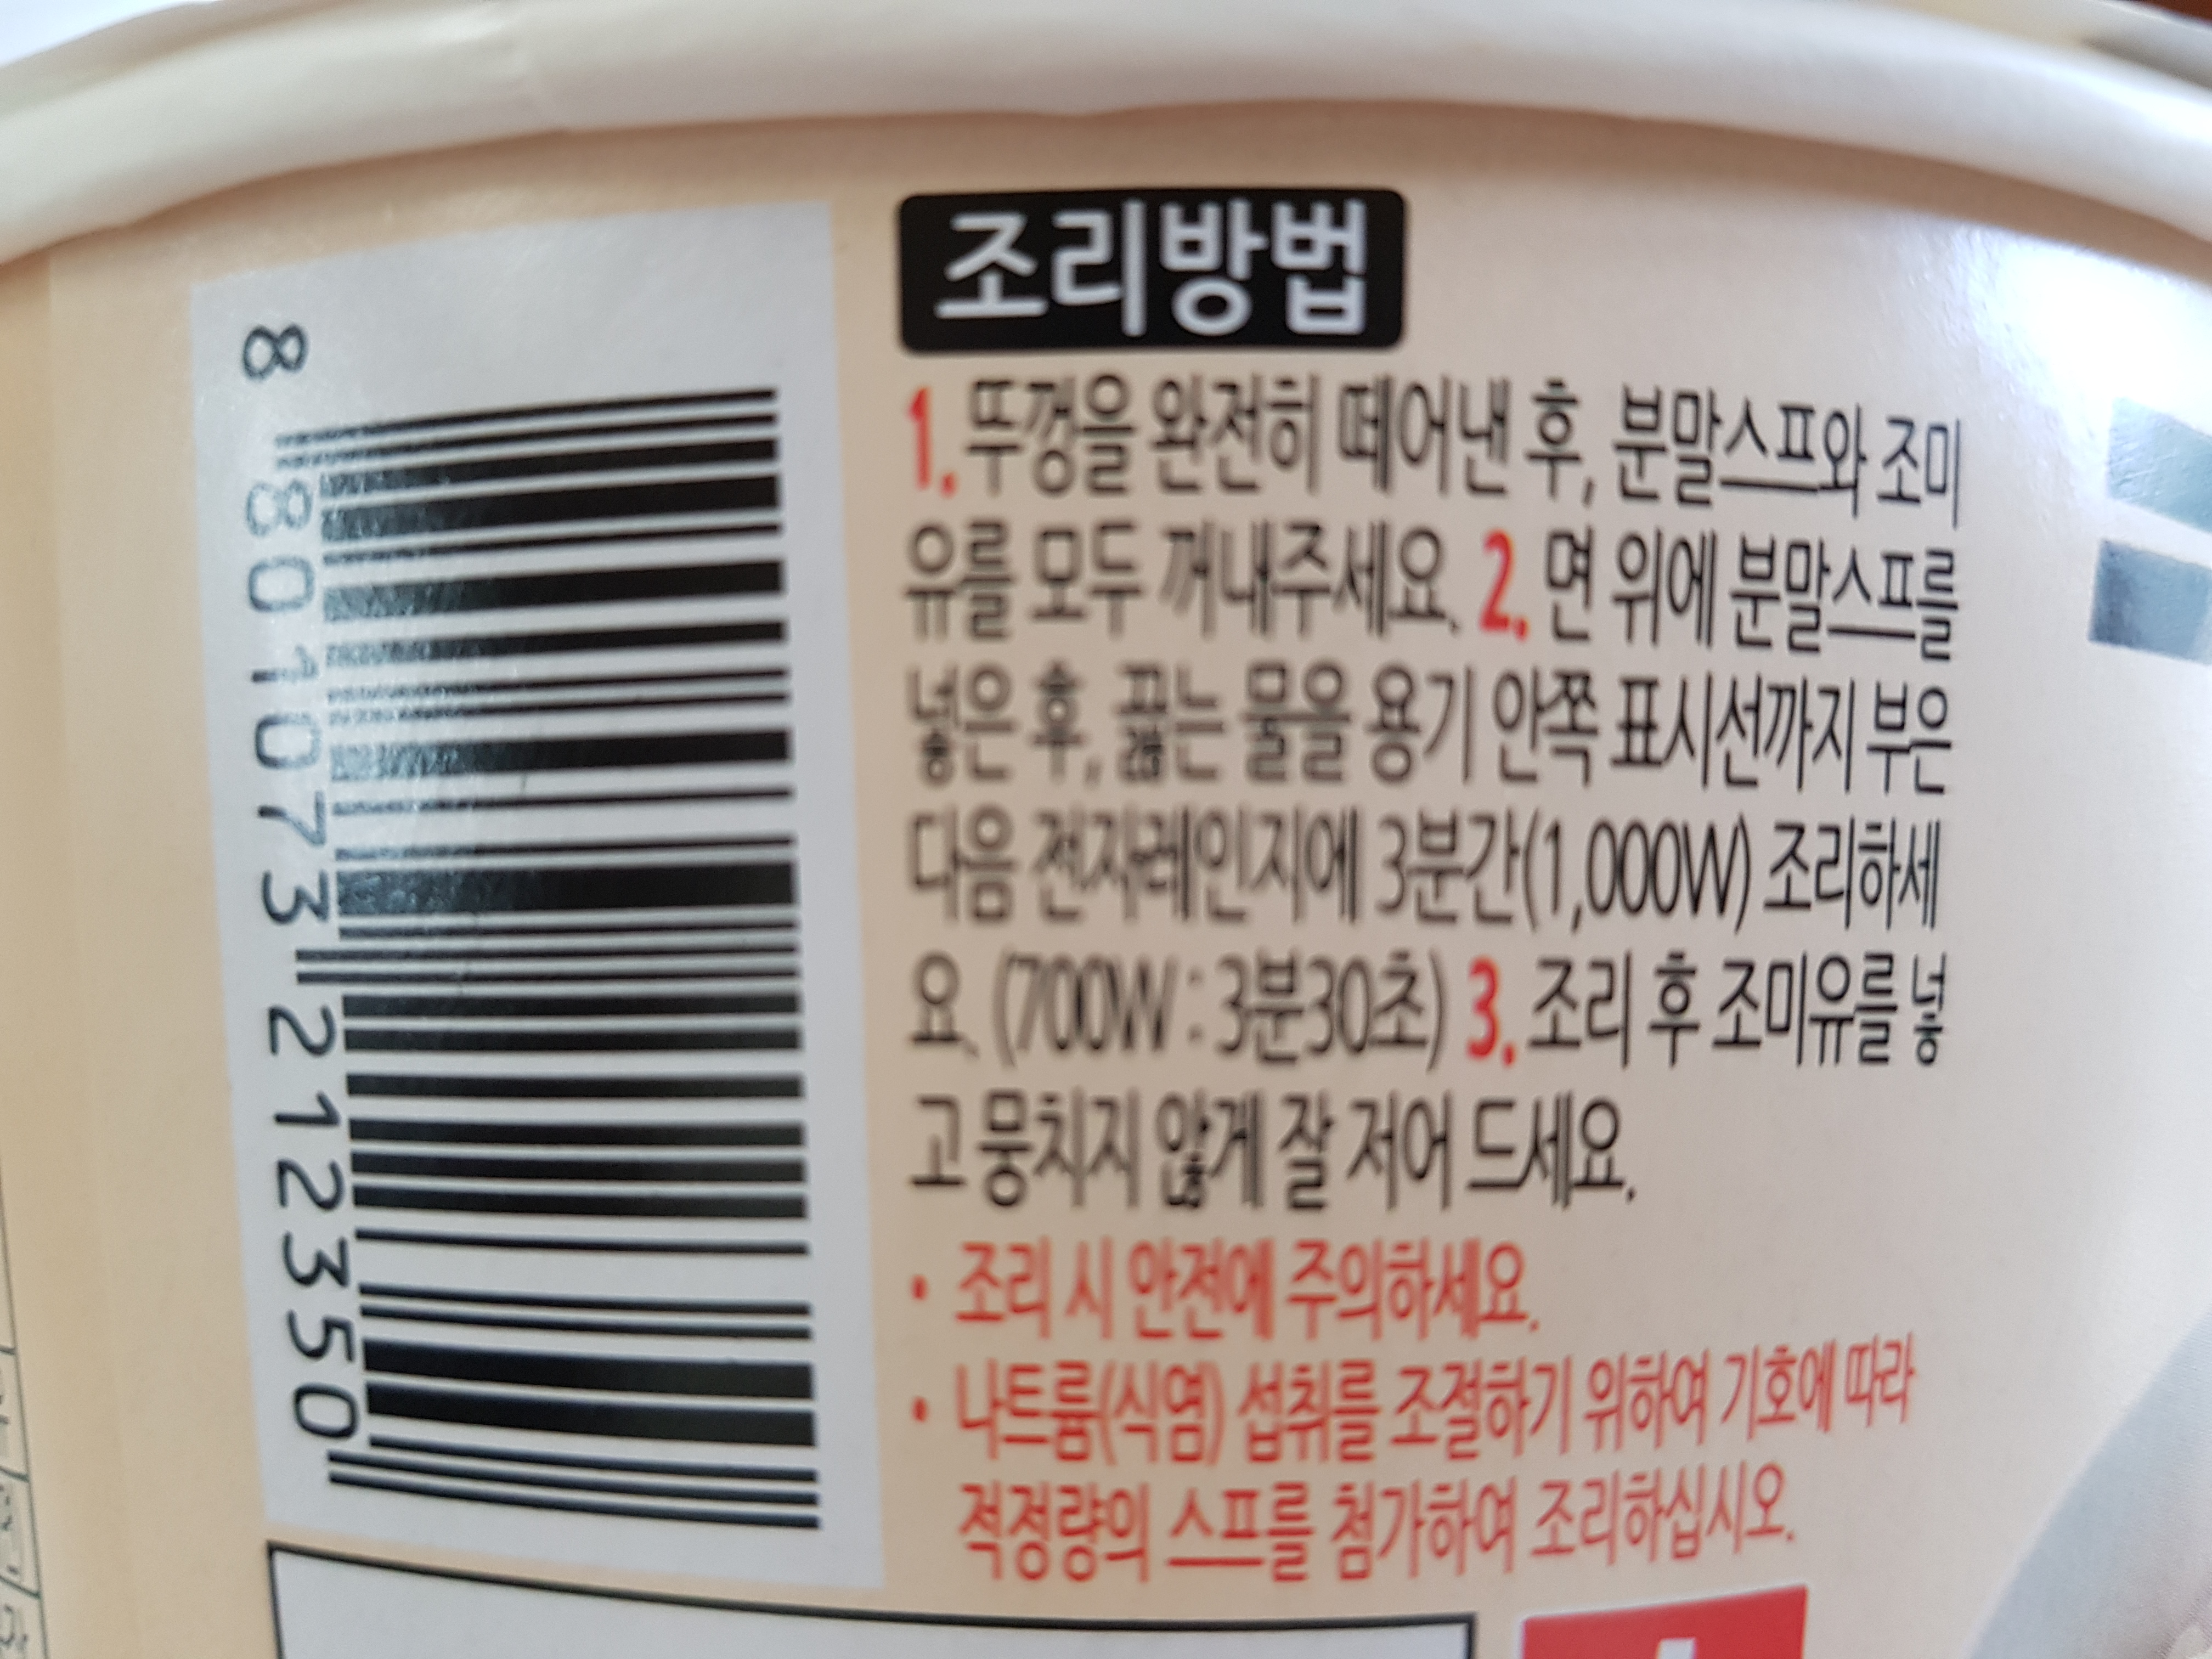 조리방법
1. 뚜껑을 완전히 떼어낸 후, 분말스프와 조미
유를 모두 꺼내주세요. 2. 면 위에 분말스프를
넣은 후, 끓는 물을 용기 안쪽 표시선까지 부은
다음 전자레인지에 3분간(1,000W) 조리하세
요. (700W : 3분30초) 3. 조리 후 조미유를 넣
고 뭉치지 않게 잘 저어 드세요.
• 조리 시 안전에 주의하세요.
• 나트륨(식염) 섭취를 조절하기 위하여 기호에 따라
적정량의 스프를 첨가하여 조리하십시오.
8 801073 212350